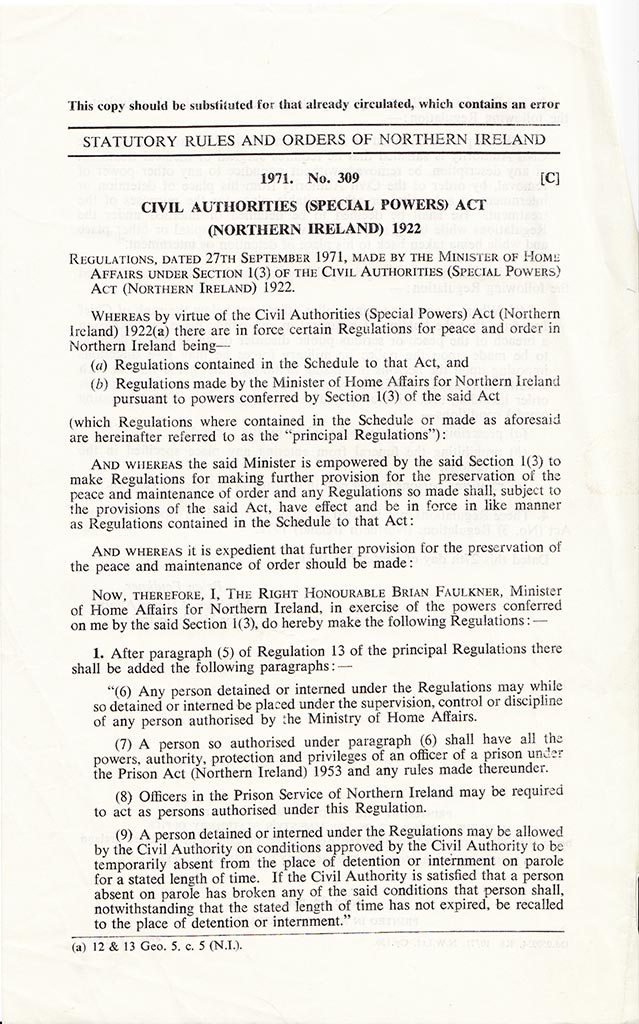 This copy should be substituted for that already circulated, which contains an error
STATUTORY RULES AND ORDERS OF NORTHERN IRELAND
1971. No. 309 [C]
CIVIL AUTHORITIES (SPECIAL POWERS) ACT
(NORTHERN IRELAND) 1922
REGULATIONS, DATED 27TH SEPTEMBER 1971, MADE BY THE MINISTER OF HOME
AFFAIRS UNDER SECTION 1(3) OF THE CIVIL AUTHORITIES (SPECIAL POWERS)
ACT (NORTHERN IRELAND) 1922.
WHEREAS by virtue of the Civil Authorities (Special Powers) Act (Northern
Ireland) 1922(a) there are in force certain Regulations for peace and order in
Northern Ireland being—
(a) Regulations contained in the Schedule to that Act, and
(b) Regulations made by the Minister of Home Affairs for Northern Ireland
pursuant to powers conferred by Section 1(3) of the said Act
(which Regulations where contained in the Schedule or made as aforesaid
are hereinafter referred to as the "principal Regulations"):
AND WHEREAS the said Minister is empowered by the said Section 1(3) to
make Regulations for making further provision for the preservation of the
peace and maintenance of order and any Regulations so made shall, subject to
the provisions of the said Act, have effect and be in force in like manner
as Regulations contained in the Schedule to that Act:
AND WHEREAS it is expedient that further provision for the preservation of
the peace and maintenance of order should be made:
NOW, THEREFORE, I, THE RIGHT HONOURABLE BRIAN FAULKNER, Minister
of Home Affairs for Northern Ireland, in exercise of the powers conferred
on me by the said Section 1(3), do hereby make the following Regulations:—
1. After paragraph (5) of Regulation 13 of the principal Regulations there
shall be added the following paragraphs:—
"(6) Any person detained or interned under the Regulations may while
so detained or interned be placed under the supervision, control or discipline
of any person authorised by the Ministry of Home Affairs.
(7) A person so authorised under paragraph (6) shall have all the
powers, authority, protection and privileges of an officer of a prison under
the Prison Act (Northern Ireland) 1953 and any rules made thereunder.
(8) Officers in the Prison Service of Northern Ireland may be required
to act as persons authorised under this Regulation.
(9) A person detained or interned under the Regulations may be allowed
by the Civil Authority on conditions approved by the Civil Authority to be
temporarily absent from the place of detention or internment on parole
for a stated length of time. If the Civil Authority is satisfied that a person
absent on parole has broken any of the said conditions that person shall,
notwithstanding that the stated length of time has not expired, be recalled
to the place of detention or internment."
(a) 12 & 13 Geo. 5. c. 5 (N.I.).